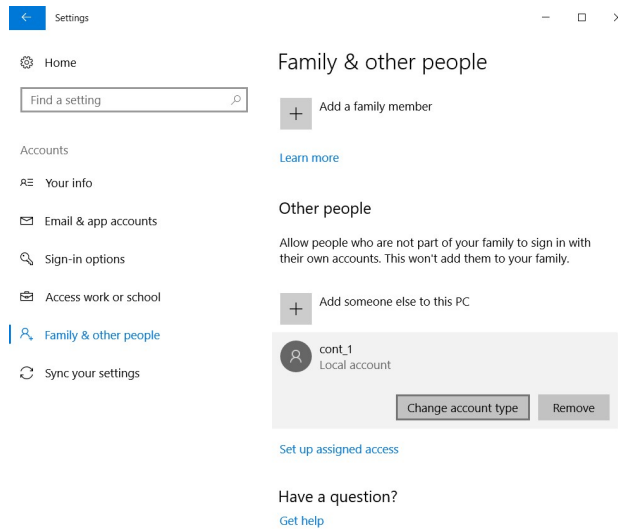 Settings
Home
Find a setting
Accounts
Your info
Email & app accounts
Sign-in options
Access work or school
Family & other people
Sync your settings
Family & other people
Add a family member
Learn more
Other people
Allow people who are not part of your family to sign in with
their own accounts. This won't add them to your family.
Add someone else to this PC
cont_1
Local account
Change account type
Remove
Set up assigned access
Have a question?
Get help